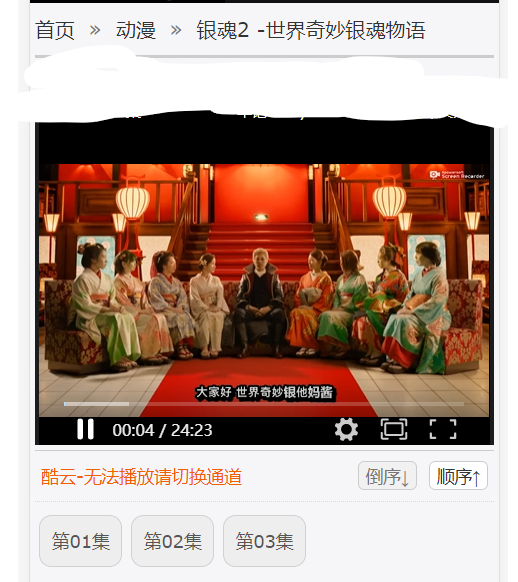 首页 » 动漫 » 银魂2 -世界奇妙银魂物语
Apowersoft
Screen Recorder
大家好 世界奇妙银他妈酱
00:04 / 24:23
酷云-无法播放请切换通道 倒序↓ 顺序↑
第01集 第02集 第03集